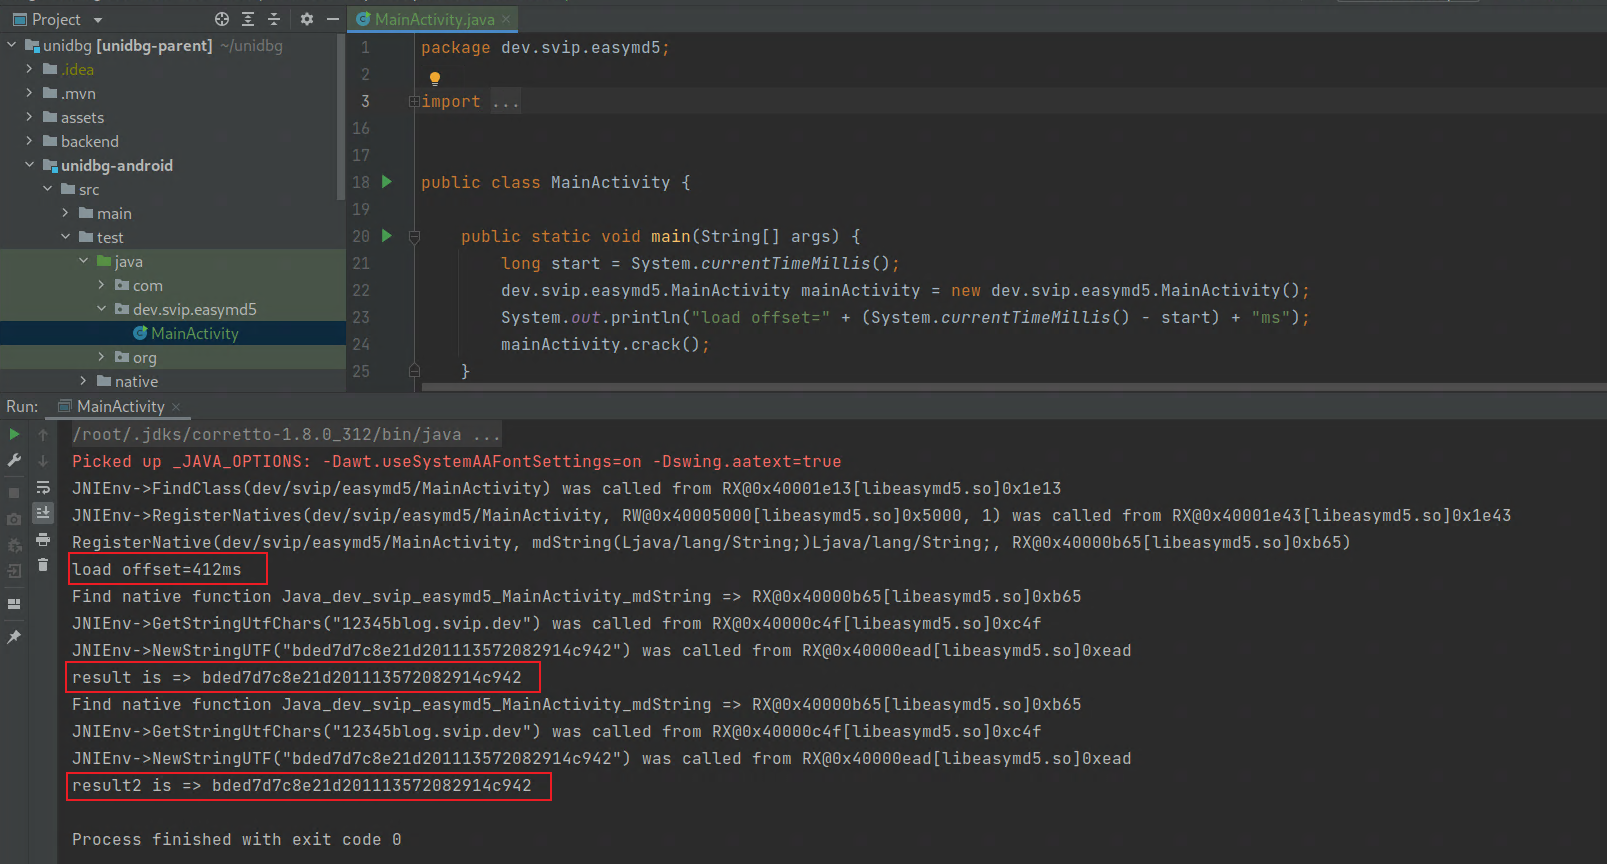 Project
MainActivity.java
unidbg [unidbg-parent] ~/unidbg
.idea
.mvn
assets
backend
unidbg-android
src
main
test
java
com
dev.svip.easymd5
MainActivity
org
native
1 package dev.svip.easymd5;
2
3 import ...
16
17
18 public class MainActivity {
19
20 public static void main(String[] args) {
21 long start = System.currentTimeMillis();
22 dev.svip.easymd5.MainActivity mainActivity = new dev.svip.easymd5.MainActivity();
23 System.out.println("load offset=" + (System.currentTimeMillis() - start) + "ms");
24 mainActivity.crack();
25 }
Run: MainActivity
/root/.jdks/corretto-1.8.0_312/bin/java ...
Picked up _JAVA_OPTIONS: -Dawt.useSystemAAFontSettings=on -Dswing.aatext=true
JNIEnv->FindClass(dev/svip/easymd5/MainActivity) was called from RX@0x40001e13[libeasymd5.so]0x1e13
JNIEnv->RegisterNatives(dev/svip/easymd5/MainActivity, RW@0x40005000[libeasymd5.so]0x5000, 1) was called from RX@0x40001e43[libeasymd5.so]0x1e43
RegisterNative(dev/svip/easymd5/MainActivity, mdString(Ljava/lang/String;)Ljava/lang/String;, RX@0x40000b65[libeasymd5.so]0xb65)
load offset=412ms
Find native function Java_dev_svip_easymd5_MainActivity_mdString => RX@0x40000b65[libeasymd5.so]0xb65
JNIEnv->GetStringUtfChars("12345blog.svip.dev") was called from RX@0x40000c4f[libeasymd5.so]0xc4f
JNIEnv->NewStringUTF("bded7d7c8e21d201113572082914c942") was called from RX@0x40000ead[libeasymd5.so]0xead
result is => bded7d7c8e21d201113572082914c942
Find native function Java_dev_svip_easymd5_MainActivity_mdString => RX@0x40000b65[libeasymd5.so]0xb65
JNIEnv->GetStringUtfChars("12345blog.svip.dev") was called from RX@0x40000c4f[libeasymd5.so]0xc4f
JNIEnv->NewStringUTF("bded7d7c8e21d201113572082914c942") was called from RX@0x40000ead[libeasymd5.so]0xead
result2 is => bded7d7c8e21d201113572082914c942
Process finished with exit code 0